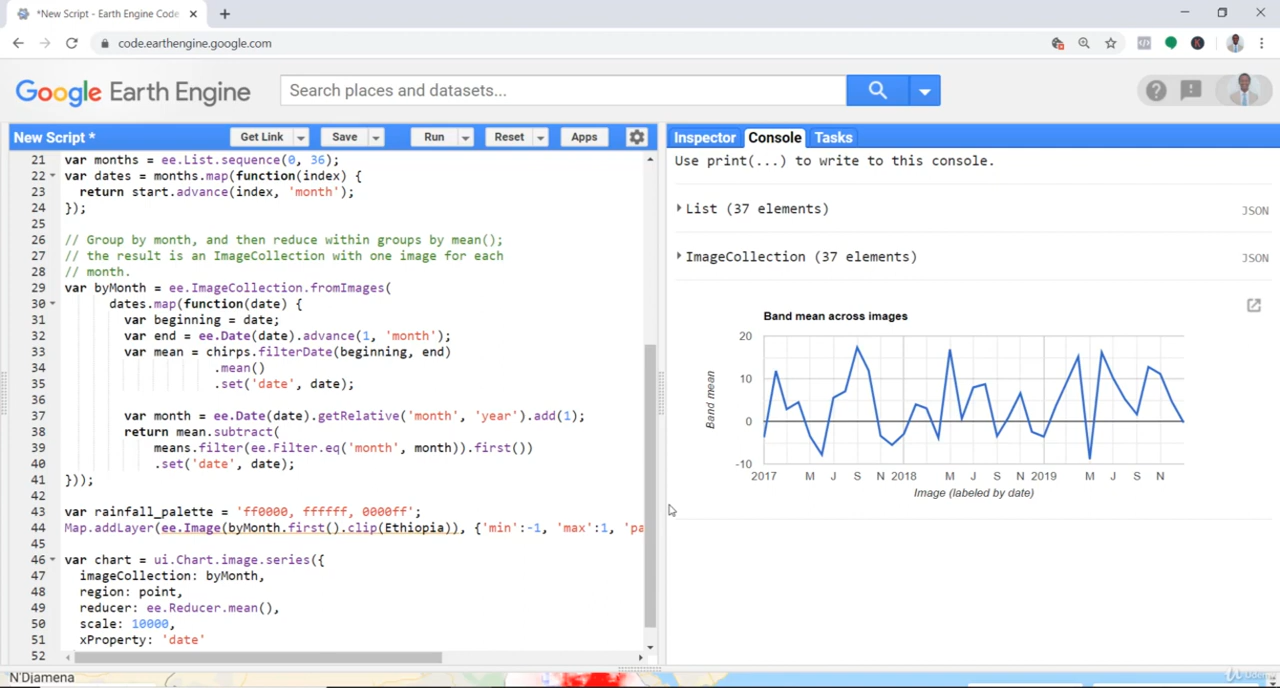 *New Script - Earth Engine Code
code.earthengine.google.com
Google Earth Engine
Search places and datasets...
New Script *
Get Link
Save
Run
Reset
Apps
Inspector
Console
Tasks
Use print(...) to write to this console.
List (37 elements)
JSON
ImageCollection (37 elements)
JSON
21 var months = ee.List.sequence(0, 36);
22 var dates = months.map(function(index) {
23 return start.advance(index, 'month');
24 });
25
26 // Group by month, and then reduce within groups by mean();
27 // the result is an ImageCollection with one image for each
28 // month.
29 var byMonth = ee.ImageCollection.fromImages(
30 dates.map(function(date) {
31 var beginning = date;
32 var end = ee.Date(date).advance(1, 'month');
33 var mean = chirps.filterDate(beginning, end)
34 .mean()
35 .set('date', date);
36
37 var month = ee.Date(date).getRelative('month', 'year').add(1);
38 return mean.subtract(
39 means.filter(ee.Filter.eq('month', month)).first())
40 .set('date', date);
41 }));
42
43 var rainfall_palette = 'ff0000, ffffff, 0000ff';
44 Map.addLayer(ee.Image(byMonth.first().clip(Ethiopia)), {'min':-1, 'max':1, 'pa
45
46 var chart = ui.Chart.image.series({
47 imageCollection: byMonth,
48 region: point,
49 reducer: ee.Reducer.mean(),
50 scale: 10000,
51 xProperty: 'date'
52
Band mean across images
Band mean
20
10
0
-10
2017 M J S N 2018 M J S N 2019 M J S N
Image (labeled by date)
N'Djamena
Udemy